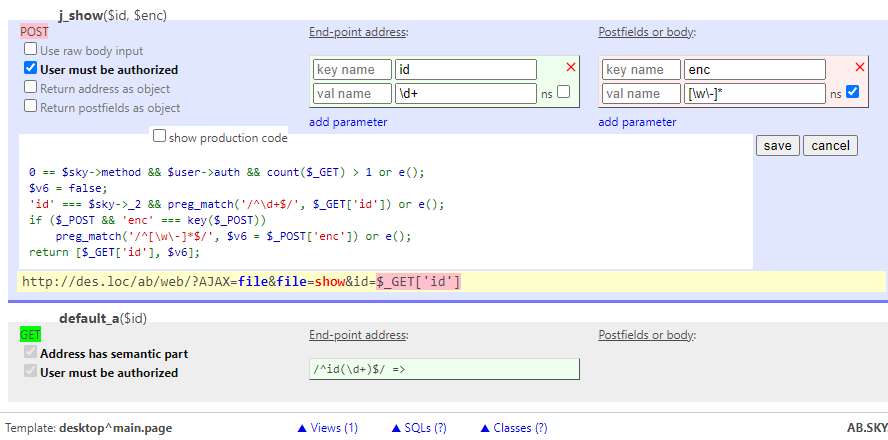 j_show($id, $enc)
POST
End-point address:
Postfields or body:
Use raw body input
User must be authorized
Return address as object
Return postfields as object
key name id
val name \d+ ns
add parameter
key name enc
val name [\w\-]* ns
add parameter
show production code
save cancel
0 == $sky->method && $user->auth && count($_GET) > 1 or e();
$v6 = false;
'id' === $sky->_2 && preg_match('/^\d+$/', $_GET['id']) or e();
if ($_POST && 'enc' === key($_POST))
preg_match('/^[\w\-]*$/', $v6 = $_POST['enc']) or e();
return [$_GET['id'], $v6];
http://des.loc/ab/web/?AJAX=file&file=show&id=$_GET['id']
default_a($id)
GET
End-point address:
Postfields or body:
Address has semantic part
User must be authorized
/^id(\d+)$/ =>
Template: desktop^main.page ▲ Views (1) ▲ SQLs (?) ▲ Classes (?) AB.SKY